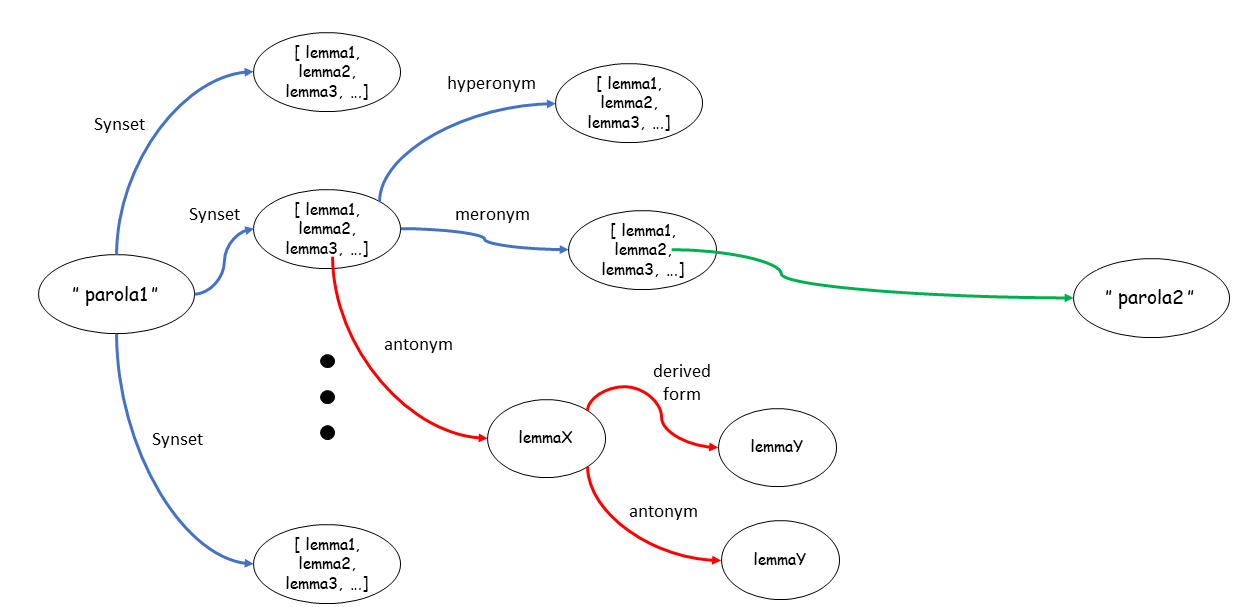 [ lemma1,
lemma2,
lemma3, ...]
hyperonym
[ lemma1,
lemma2,
lemma3, ...]
Synset
Synset
[ lemma1,
lemma2,
lemma3, ...]
meronym
[ lemma1,
lemma2,
lemma3, ...]
" parola1 "
" parola2 "
antonym
derived
form
Synset
lemmaX
lemmaY
antonym
lemmaY
[ lemma1,
lemma2,
lemma3, ...]